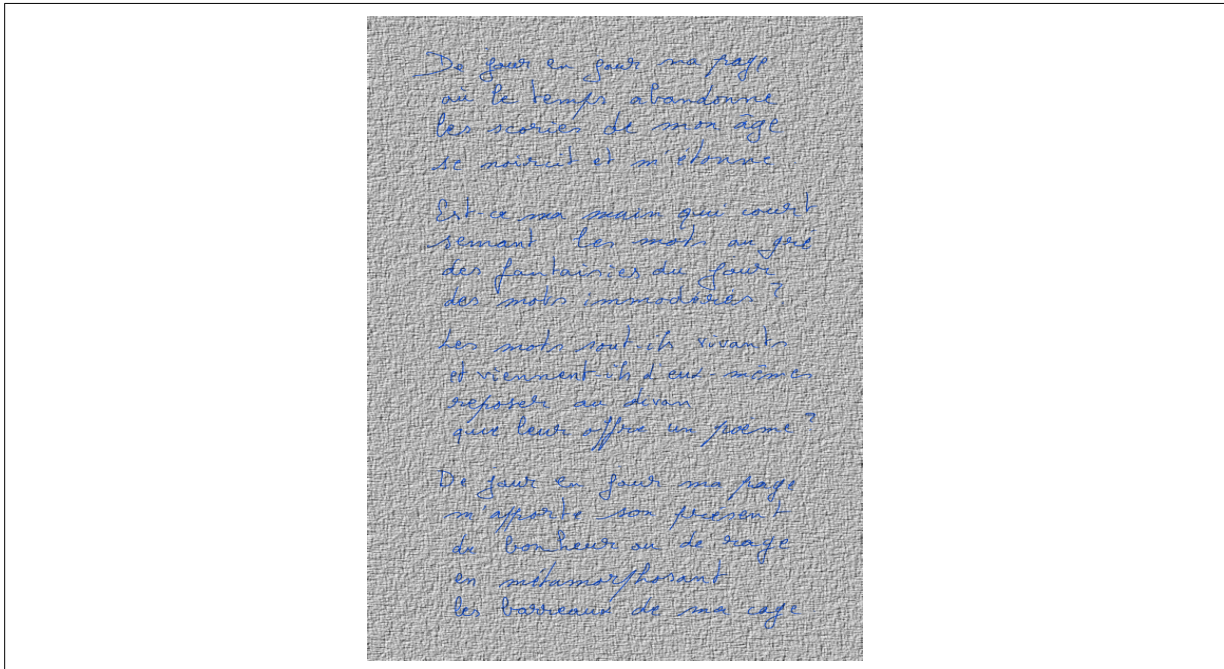 De jour en jour ma page
où le temps abandonne
les scories de mon âge
se noircit et m'étonne
Est-ce ma main qui court
semant les mots au gré
des fantaisies du jour
des mots immodérés ?
Les mots sont ils vivants
et viennent ils d'eux-mêmes
reposer au divan
que leur offre un poème ?
De jour en jour ma page
m'apporte son présent
du bonheur ou de rage
en métamorphosant
les barreaux de ma cage